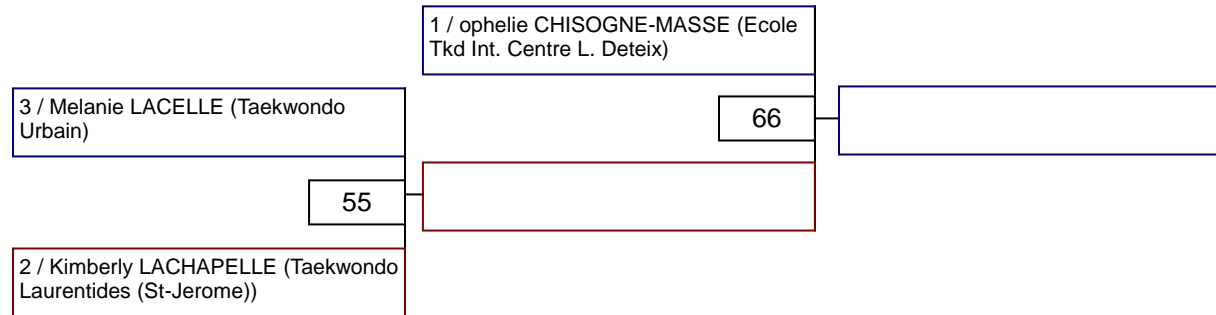 1 / ophelie CHISOGNE-MASSE (Ecole
Tkd Int. Centre L. Deteix)
3 / Melanie LACELLE (Taekwondo
Urbain)
66
55
2 / Kimberly LACHAPELLE (Taekwondo
Laurentides (St-Jerome))